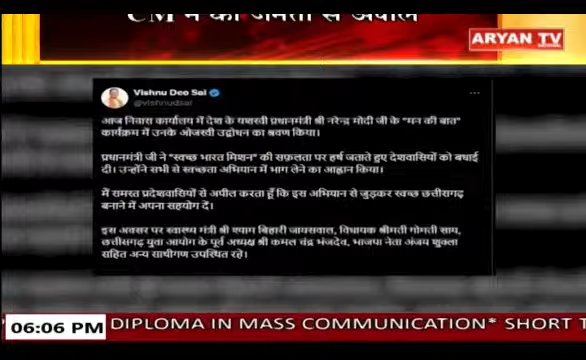 CM ने की जनता से अपील
ARYAN TV
Vishnu Deo Sai
@vishnudsai
आज निवास कार्यालय में देश के यशस्वी प्रधानमंत्री श्री नरेन्द्र मोदी जी के "मन की बात"
कार्यक्रम में उनके ओजस्वी उद्बोधन का श्रवण किया।
प्रधानमंत्री जी ने "स्वच्छ भारत मिशन" की सफलता पर हर्ष जताते हुए देशवासियों को बधाई
दी। उन्होंने सभी से स्वच्छता अभियान में भाग लेने का आह्वान किया।
मैं समस्त प्रदेशवासियों से अपील करता हूँ कि इस अभियान से जुड़कर स्वच्छ छत्तीसगढ़
बनाने में अपना सहयोग दें।
इस अवसर पर स्वास्थ्य मंत्री श्री श्याम बिहारी जायसवाल, विधायक श्रीमती गोमती साय,
छत्तीसगढ़ युवा आयोग के पूर्व अध्यक्ष श्री कमल चंद्र भंजदेव, भाजपा नेता अंजय शुक्ला
सहित अन्य साथीगण उपस्थित रहे।
06:06 PM DIPLOMA IN MASS COMMUNICATION* SHORT T